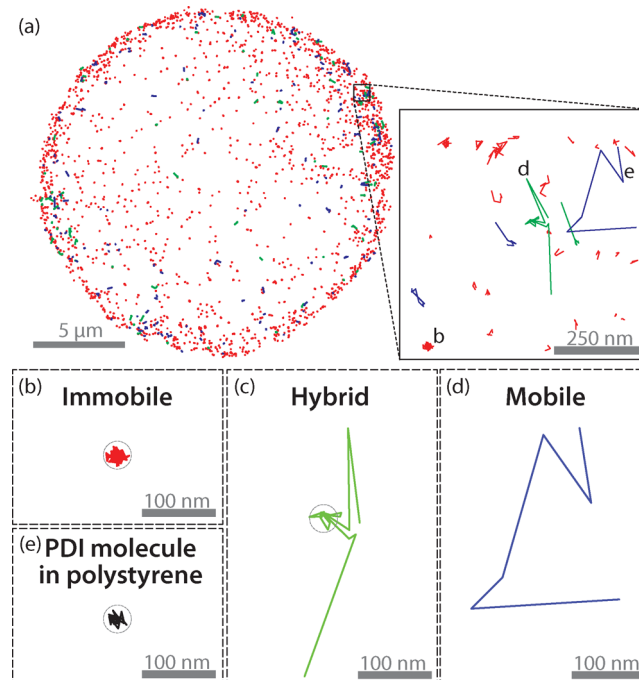 (a)
d
e
5 μm
b
250 nm
(b)
Immobile
100 nm
(c)
Hybrid
100 nm
(d)
Mobile
100 nm
(e)
PDI molecule
in polystyrene
100 nm